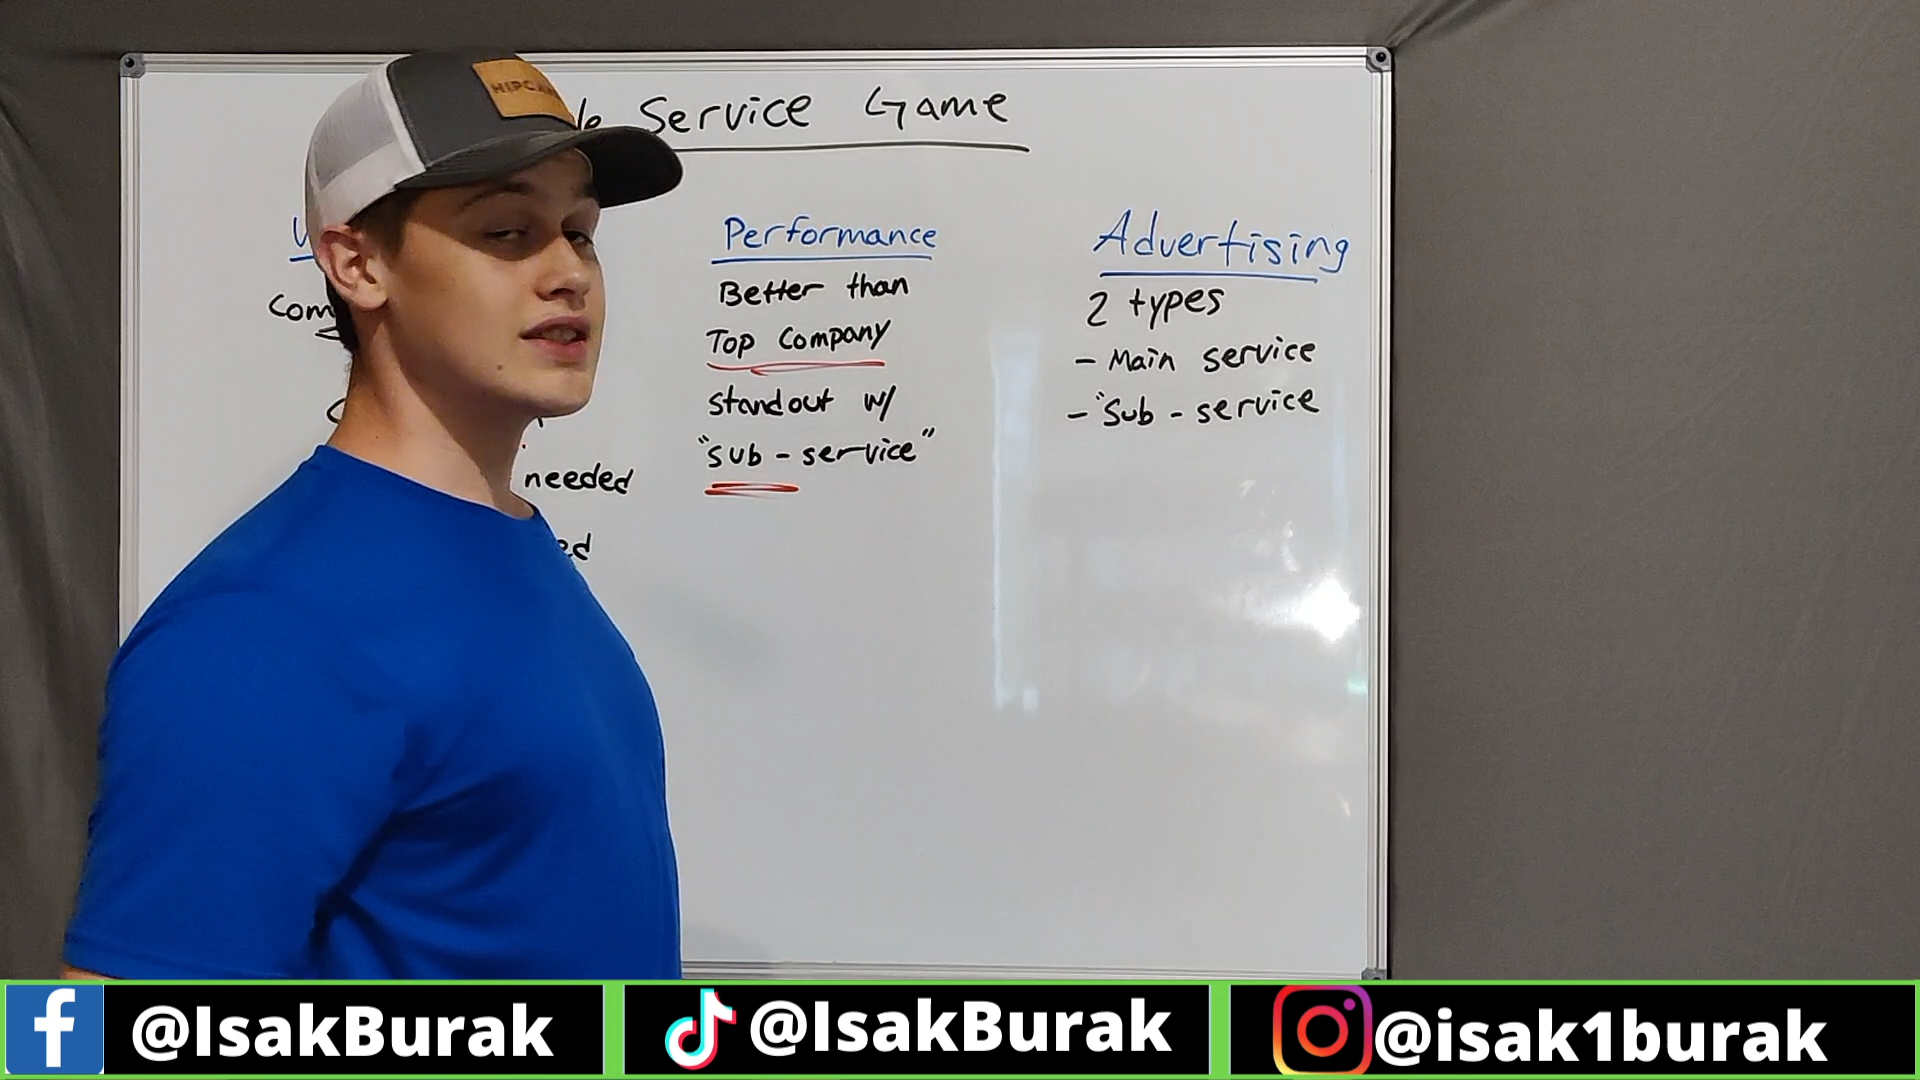 Service Game
Performance
Better than
Top Company
standout w/
"sub-service"
Advertising
2 types
- Main service
- "Sub-service
needed
@IsakBurak
@IsakBurak
@isak1burak